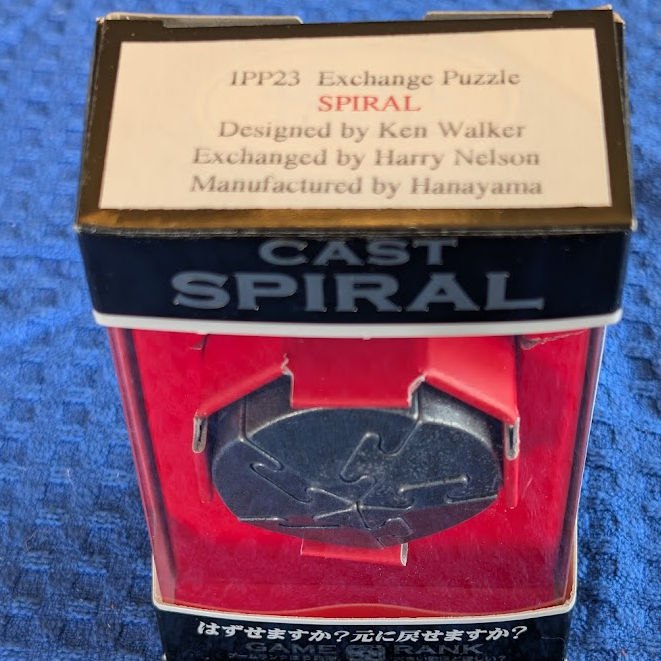 IPP23 Exchange Puzzle
SPIRAL
Designed by Ken Walker
Exchanged by Harry Nelson
Manufactured by Hanayama
CAST
SPIRAL
はずせますか?元に戻せますか?
GAME RANK